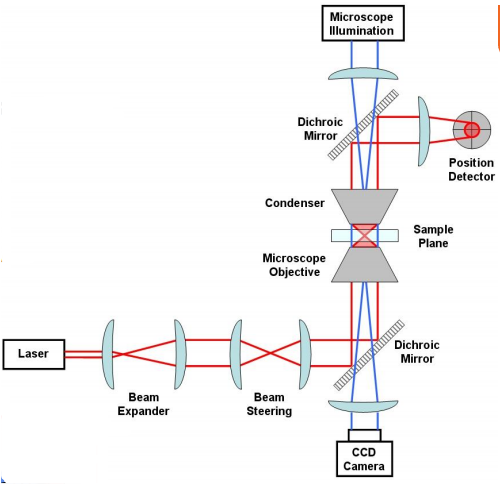 Microscope
Illumination
Dichroic
Mirror
Position
Detector
Condenser
Sample
Plane
Microscope
Objective
Laser
Dichroic
Mirror
Beam
Expander
Beam
Steering
CCD
Camera